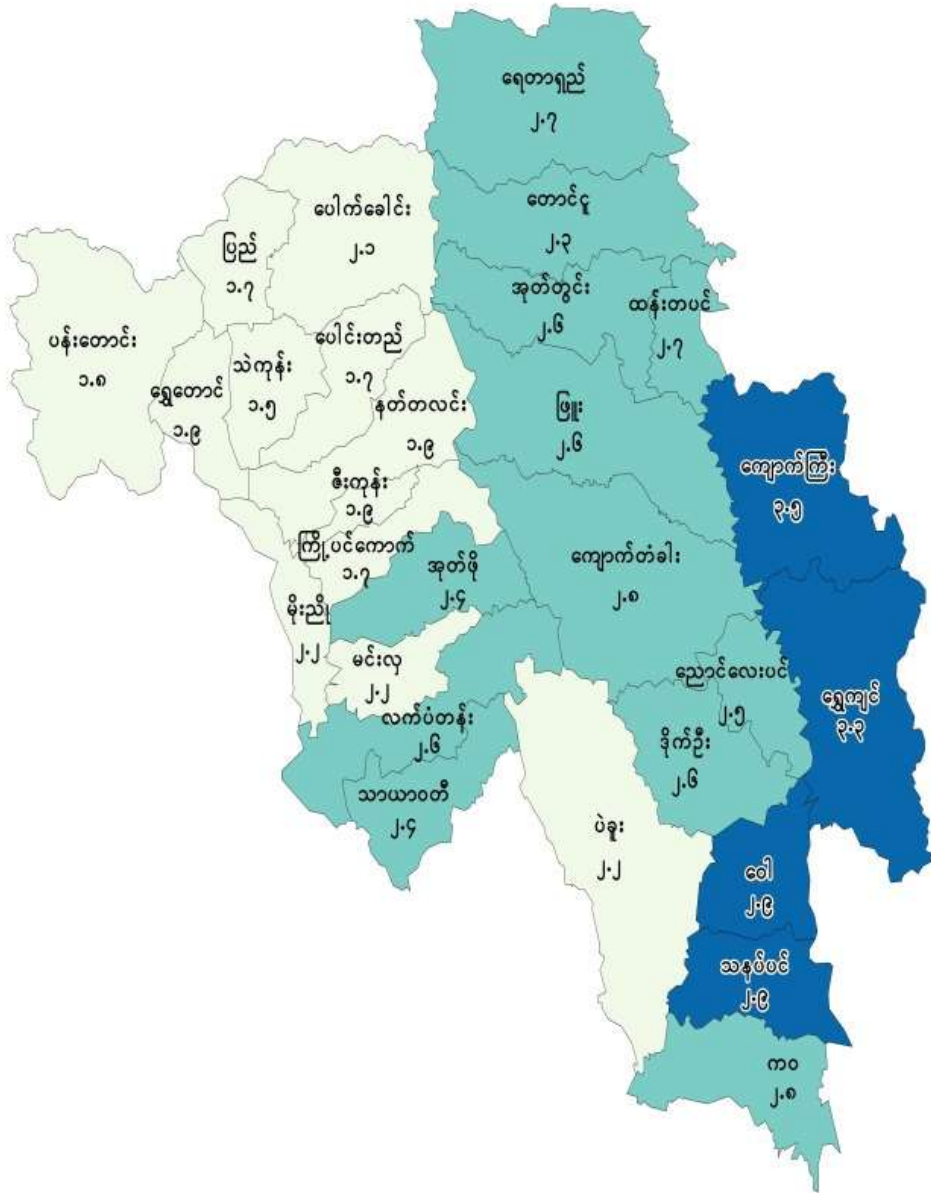 ရေတာရှည်
၂.၇
တောင်ငူ
၂.၃
ပေါက်ခေါင်း
၂.၁
ပြည်
၁.၇
အုတ်တွင်း
၂.၆
ထန်းတပင်
၂.၇
ပန်းတောင်း
၁.၈
ရွှေတောင်
၁.၉
သဲကုန်း
၁.၅
ပေါင်းတည်
၁.၇
နတ်တလင်း
၁.၉
ဖြူး
၂.၆
ကျောက်ကြီး
၃.၅
ဇီးကုန်း
၁.၉
ကြို့ပင်ကောက်
၁.၇
အုတ်ဖို
၂.၄
ကျောက်တံခါး
၂.၈
မိုးညို
၂.၂
မင်းလှ
၂.၂
ညောင်လေးပင်
၂.၅
ရွှေကျင်
၃.၃
လက်ပံတန်း
၂.၆
ဒိုက်ဦး
၂.၆
သာယာဝတီ
၂.၄
ပဲခူး
၂.၂
ဝေါ
၂.၉
သနပ်ပင်
၂.၉
ကဝ
၂.၈